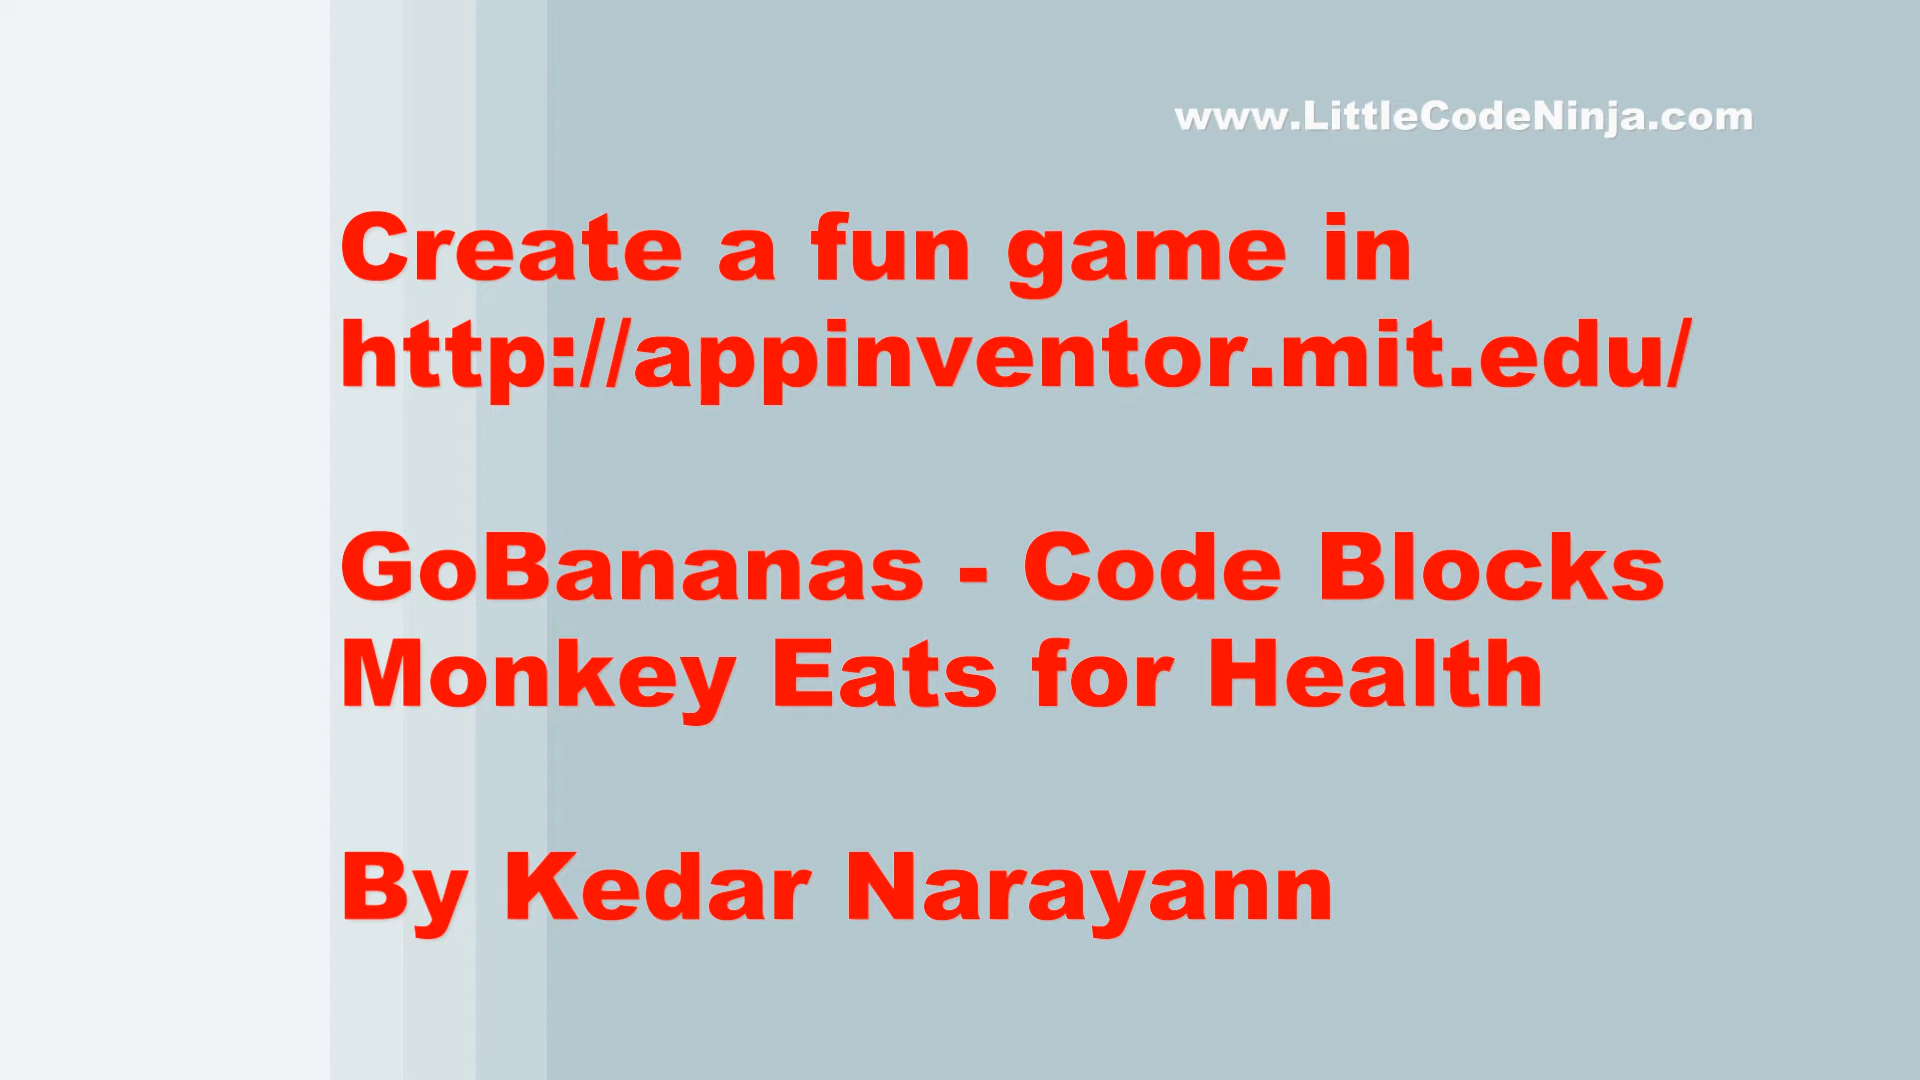 www.LittleCodeNinja.com
Create a fun game in
http://appinventor.mit.edu/
GoBananas - Code Blocks
Monkey Eats for Health
By Kedar Narayann